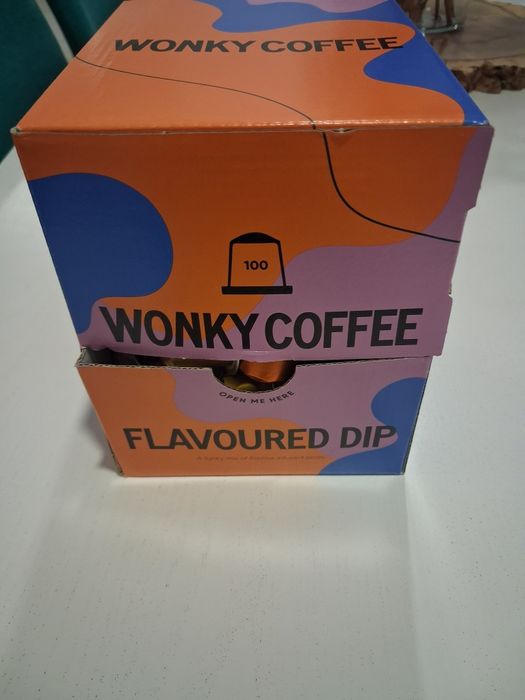 WONKY COFFEE
100
WONKY COFFEE
OPEN ME HERE
FLAVOURED DIP